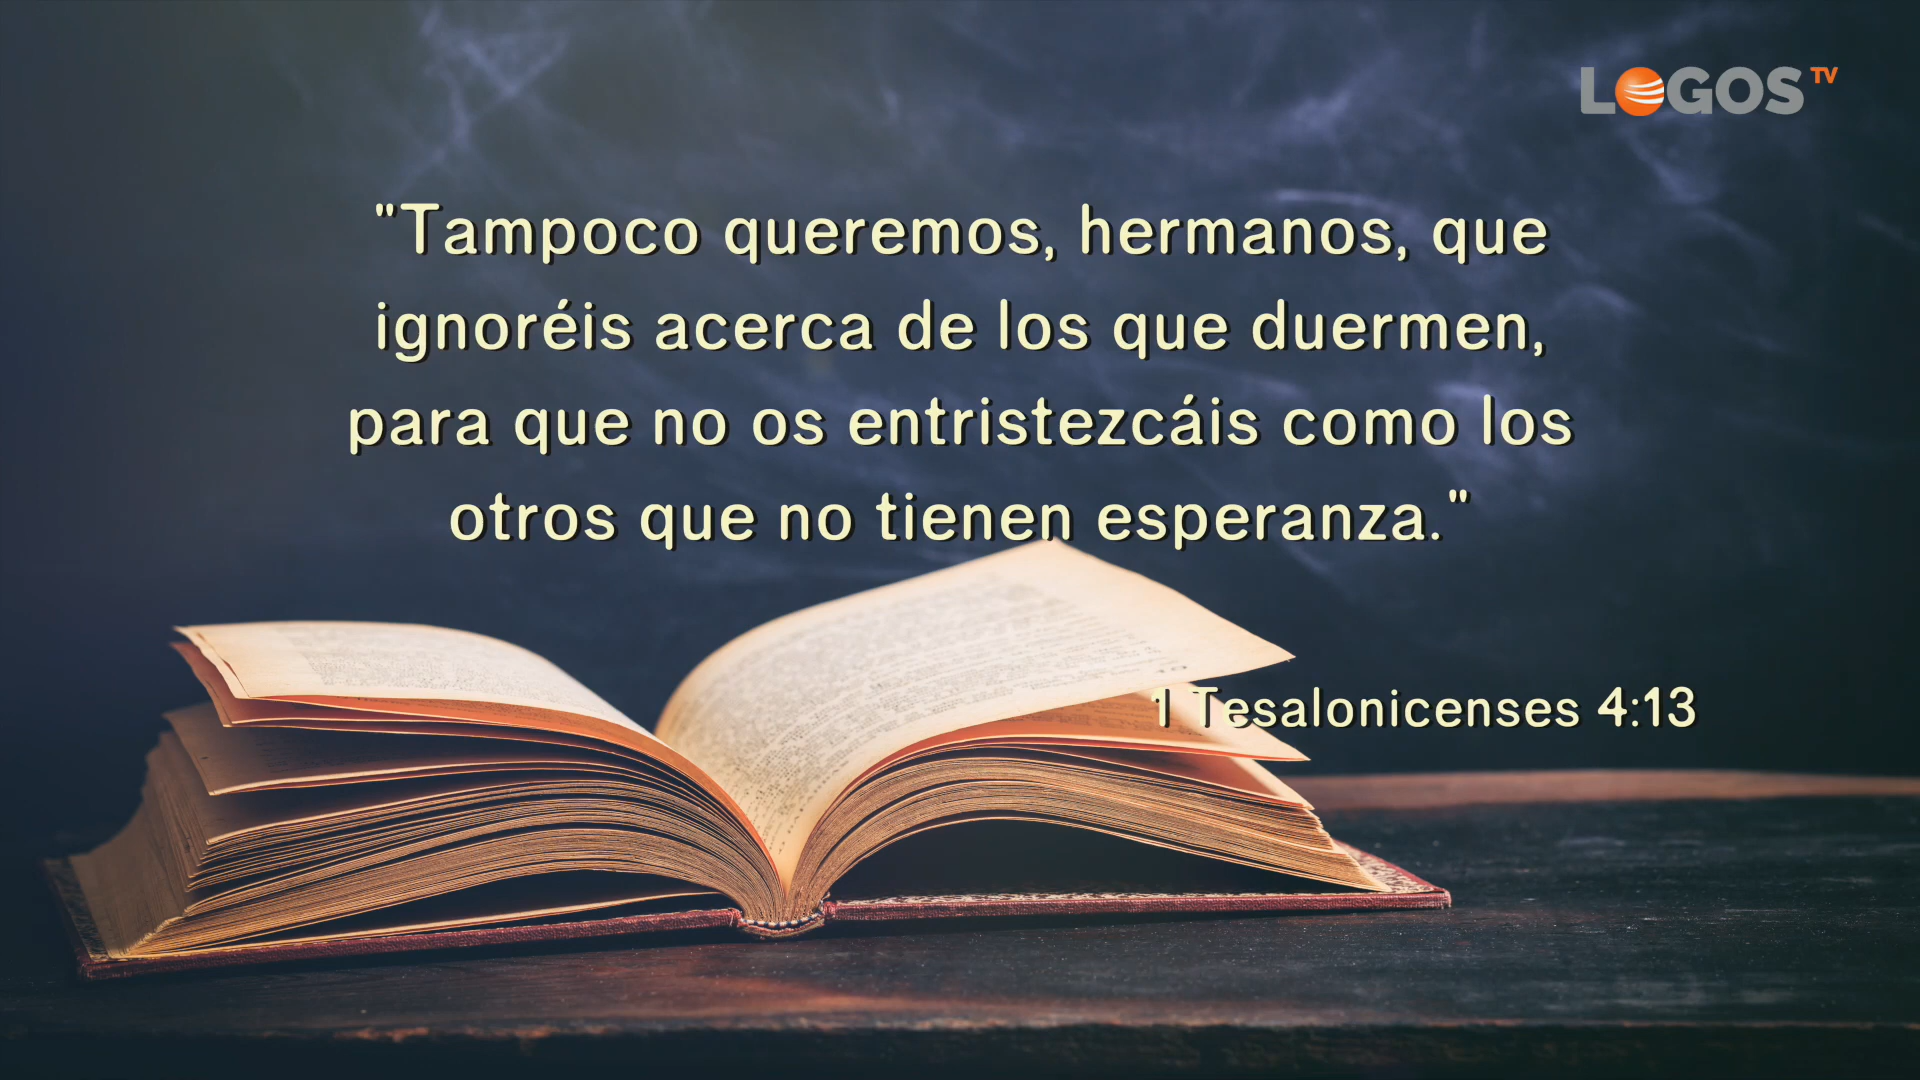 LOGOS TV
"Tampoco queremos, hermanos, que
ignoréis acerca de los que duermen,
para que no os entristezcáis como los
otros que no tienen esperanza."
1 Tesalonicenses 4:13